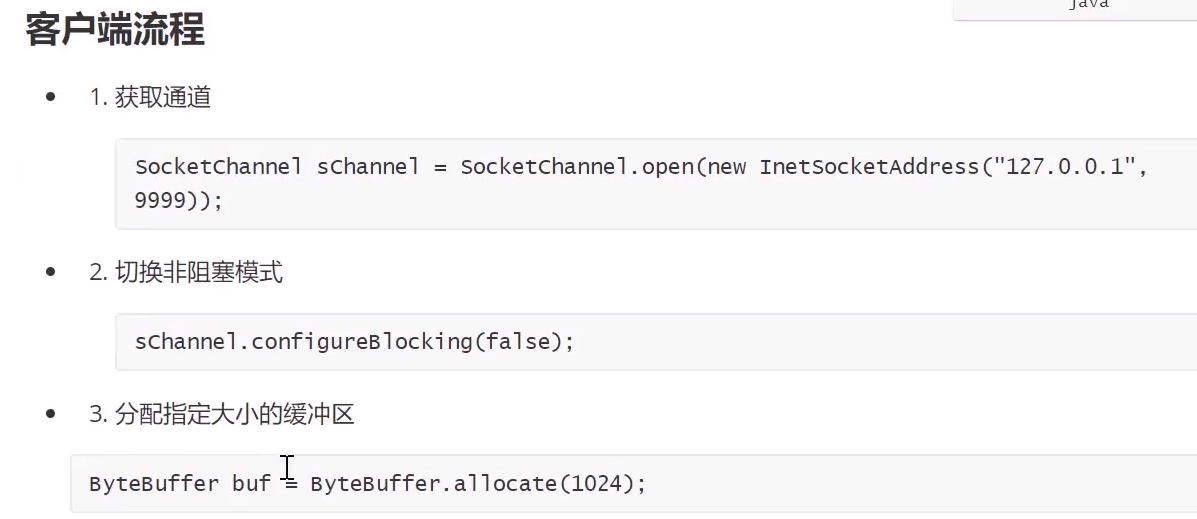 java
客户端流程
1. 获取通道
SocketChannel sChannel = SocketChannel.open(new InetSocketAddress("127.0.0.1",
9999));
2. 切换非阻塞模式
sChannel.configureBlocking(false);
3. 分配指定大小的缓冲区
ByteBuffer buf = ByteBuffer.allocate(1024);